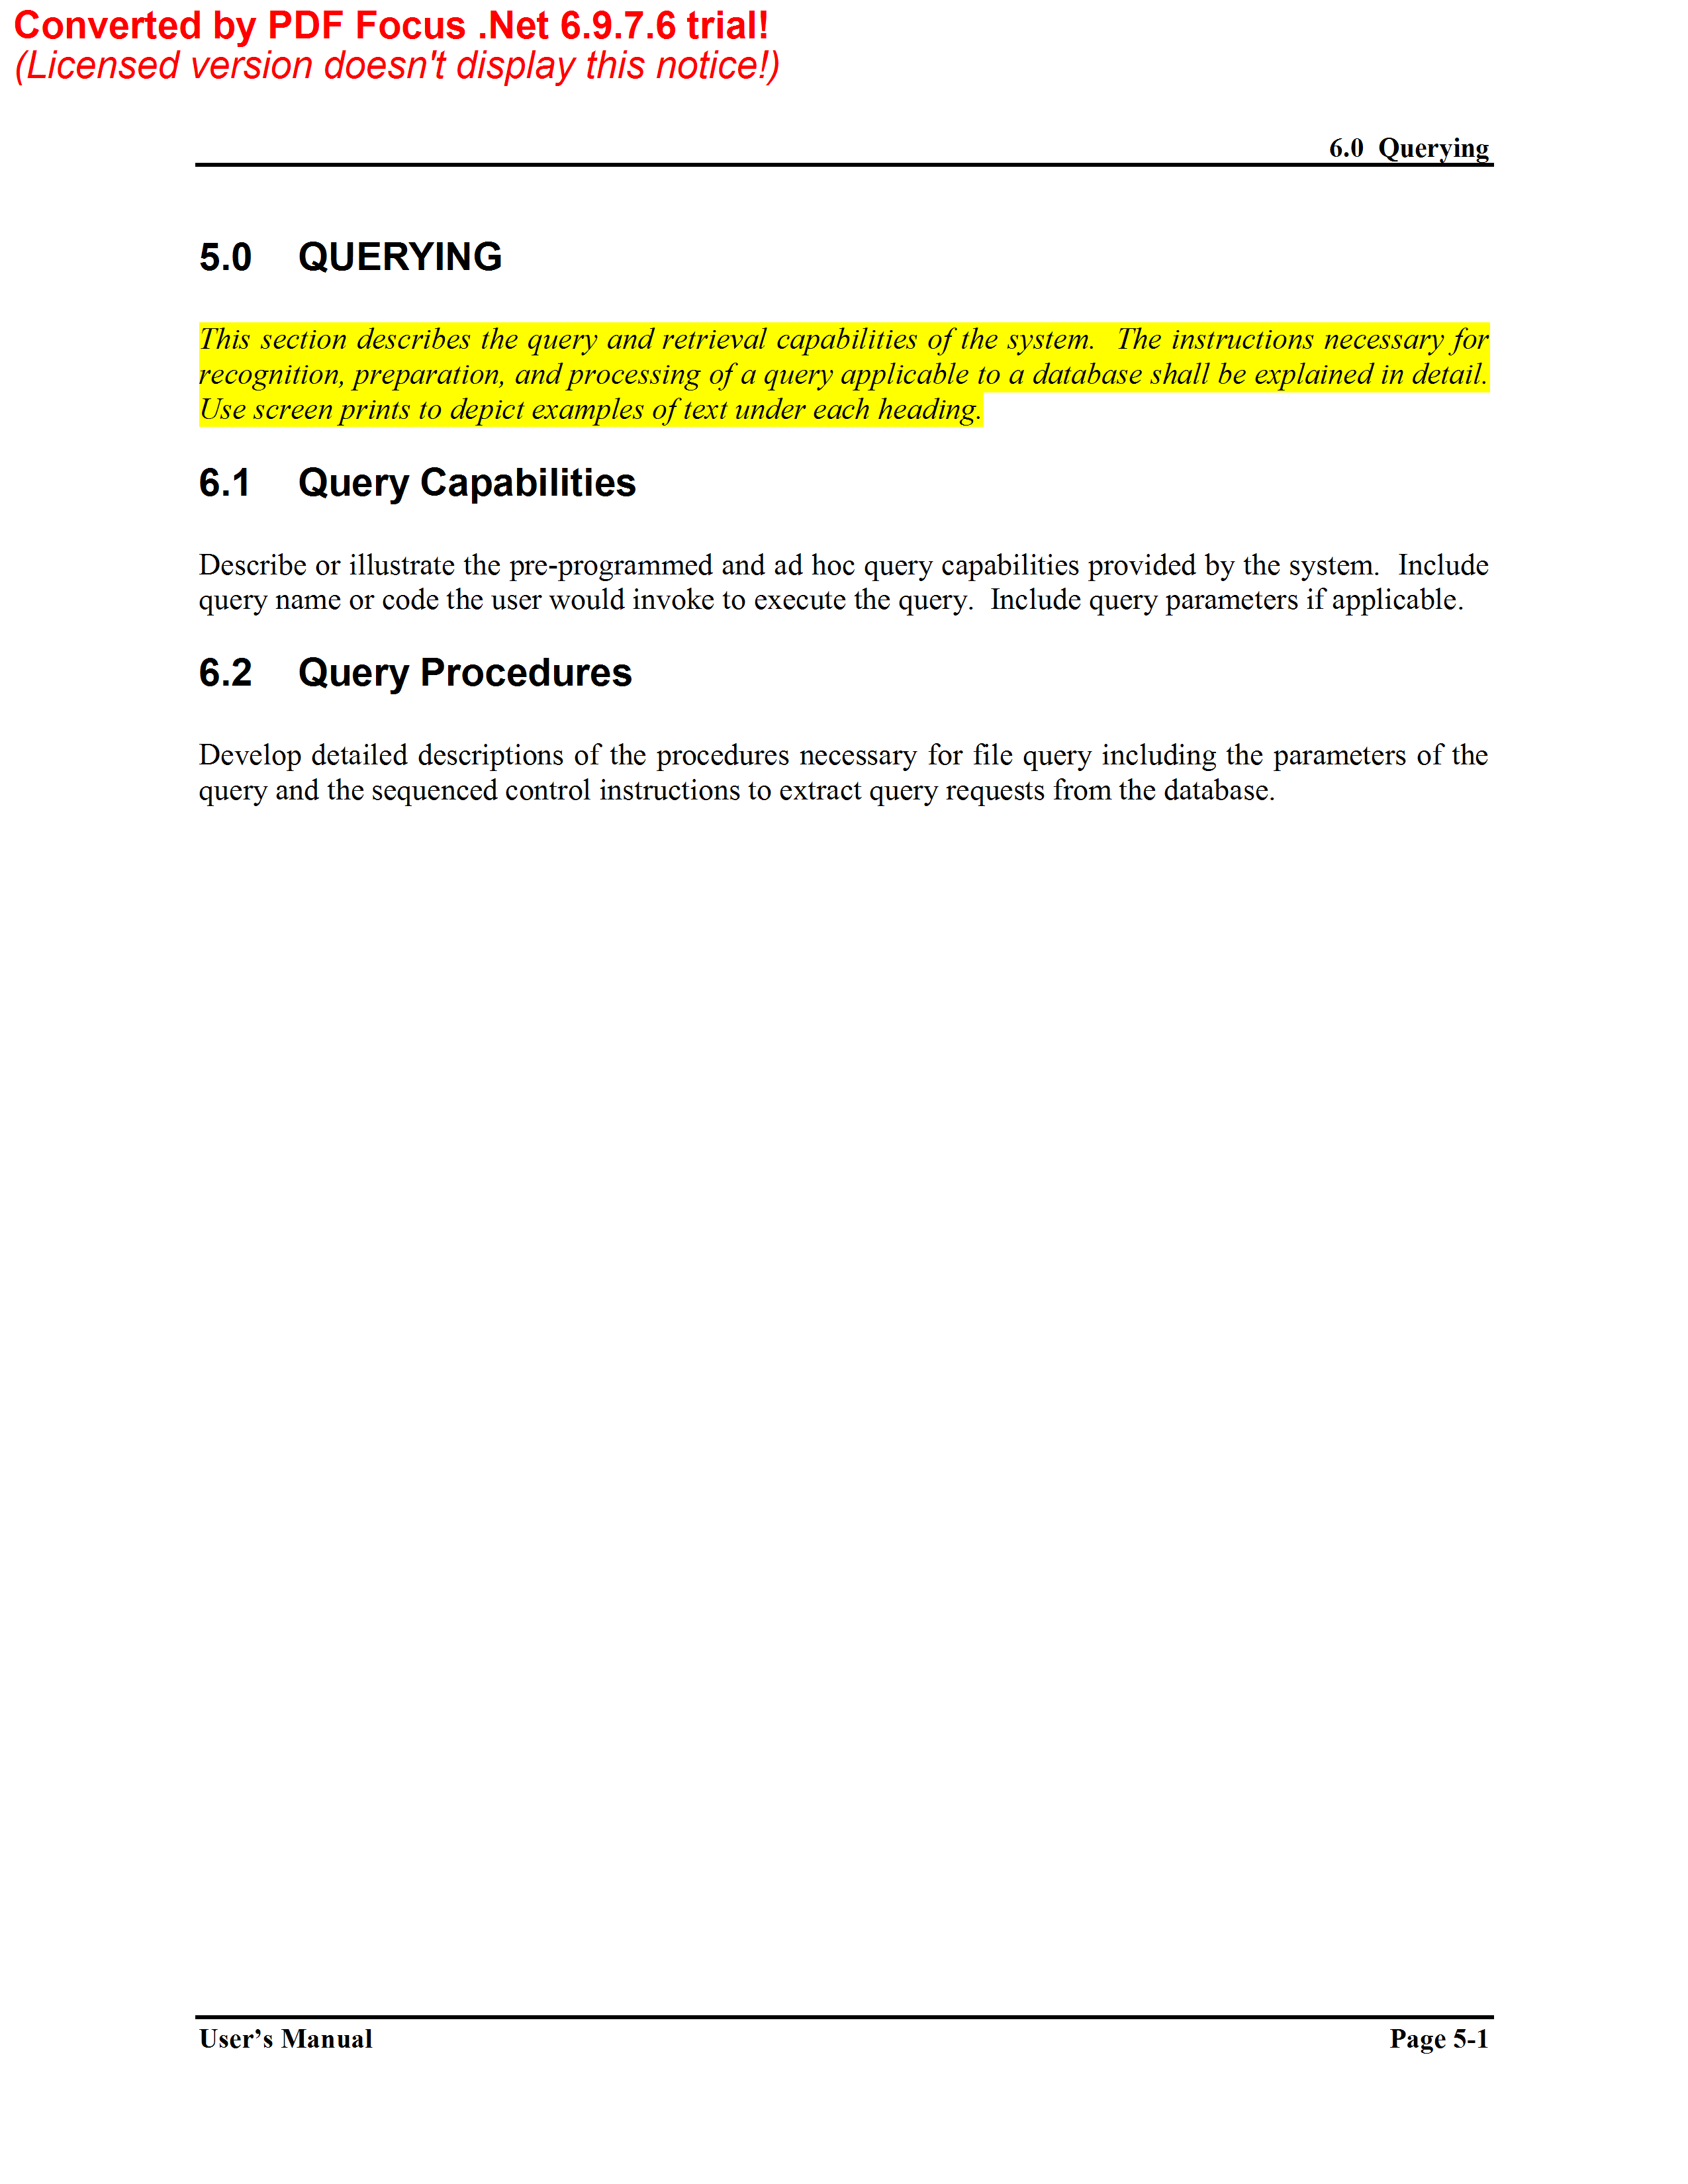 Converted by PDF Focus .Net 6.9.7.6 trial!
(Licensed version doesn't display this notice!)
6.0 Querying
5.0 QUERYING
This section describes the query and retrieval capabilities of the system. The instructions necessary for
recognition, preparation, and processing of a query applicable to a database shall be explained in detail.
Use screen prints to depict examples of text under each heading.
6.1 Query Capabilities
Describe or illustrate the pre-programmed and ad hoc query capabilities provided by the system. Include
query name or code the user would invoke to execute the query. Include query parameters if applicable.
6.2 Query Procedures
Develop detailed descriptions of the procedures necessary for file query including the parameters of the
query and the sequenced control instructions to extract query requests from the database.
User’s Manual Page 5-1